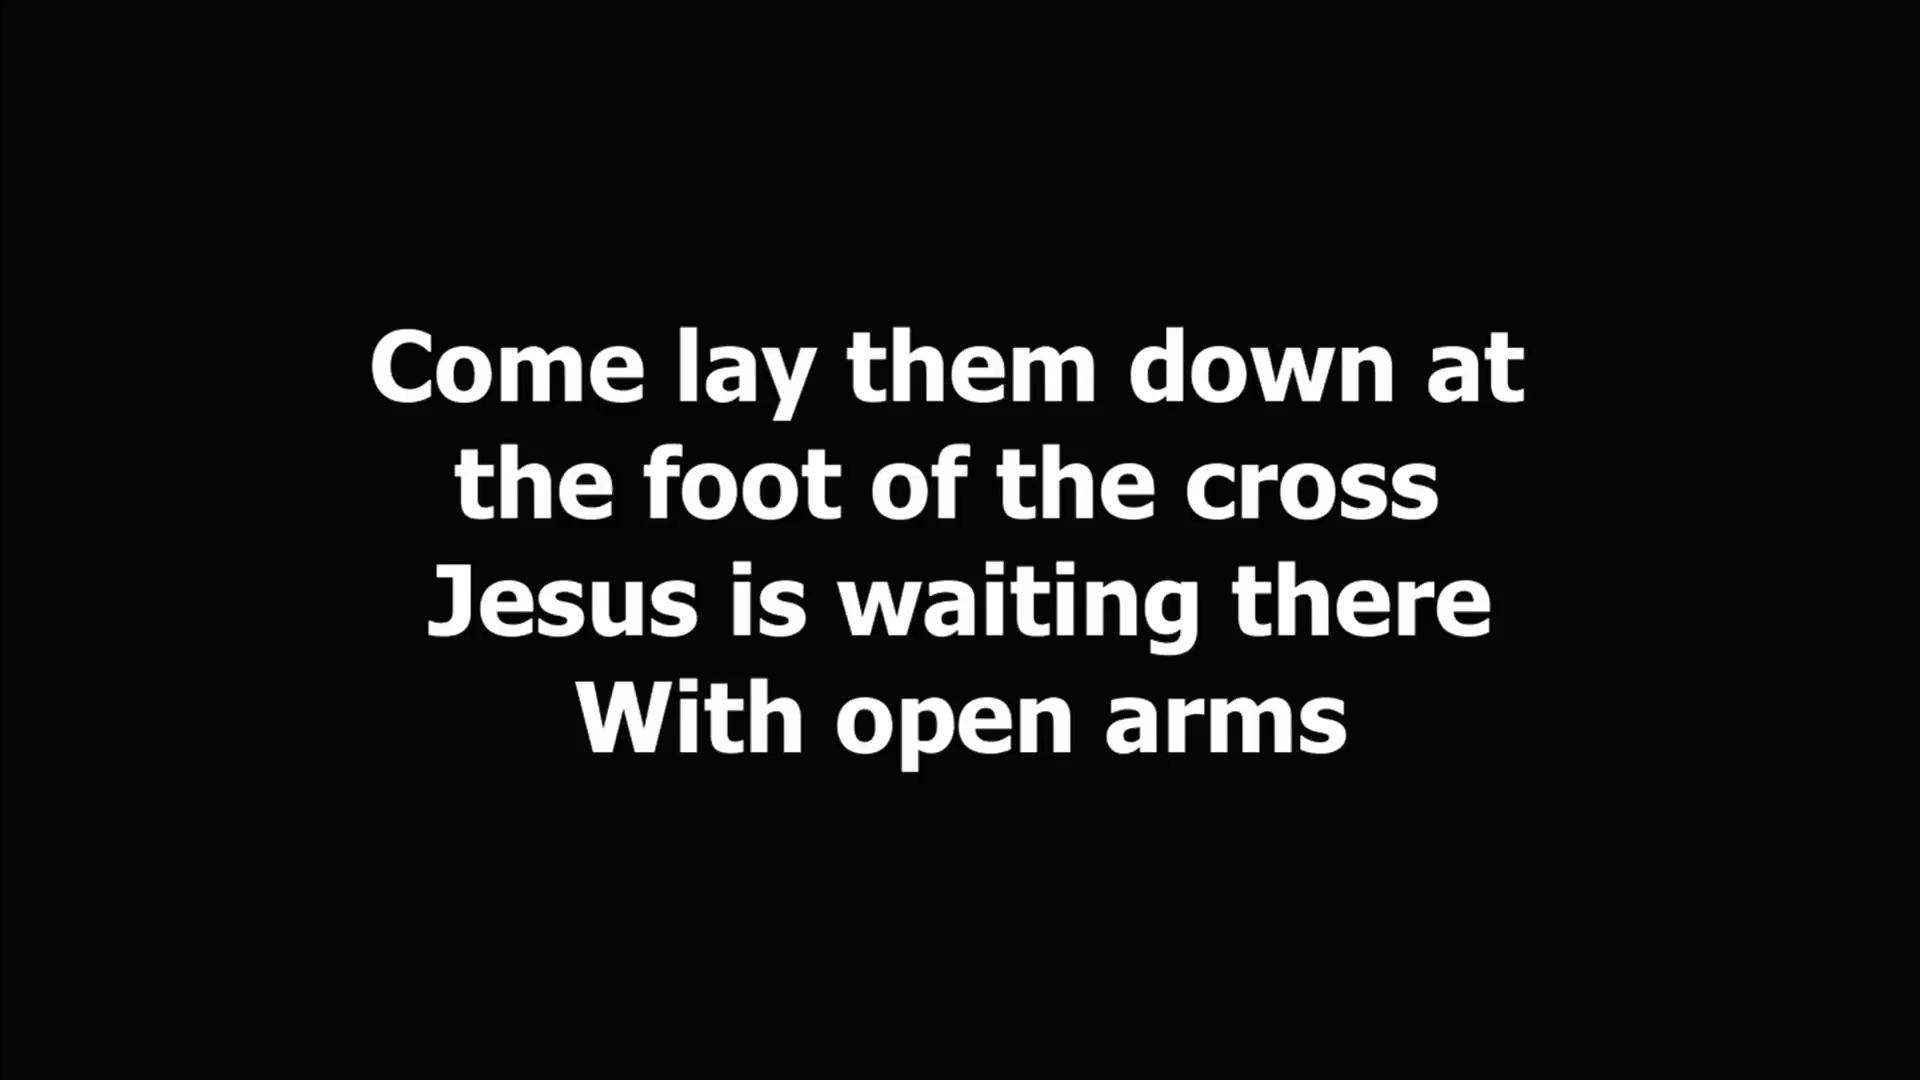 Come lay them down at
the foot of the cross
Jesus is waiting there
With open arms